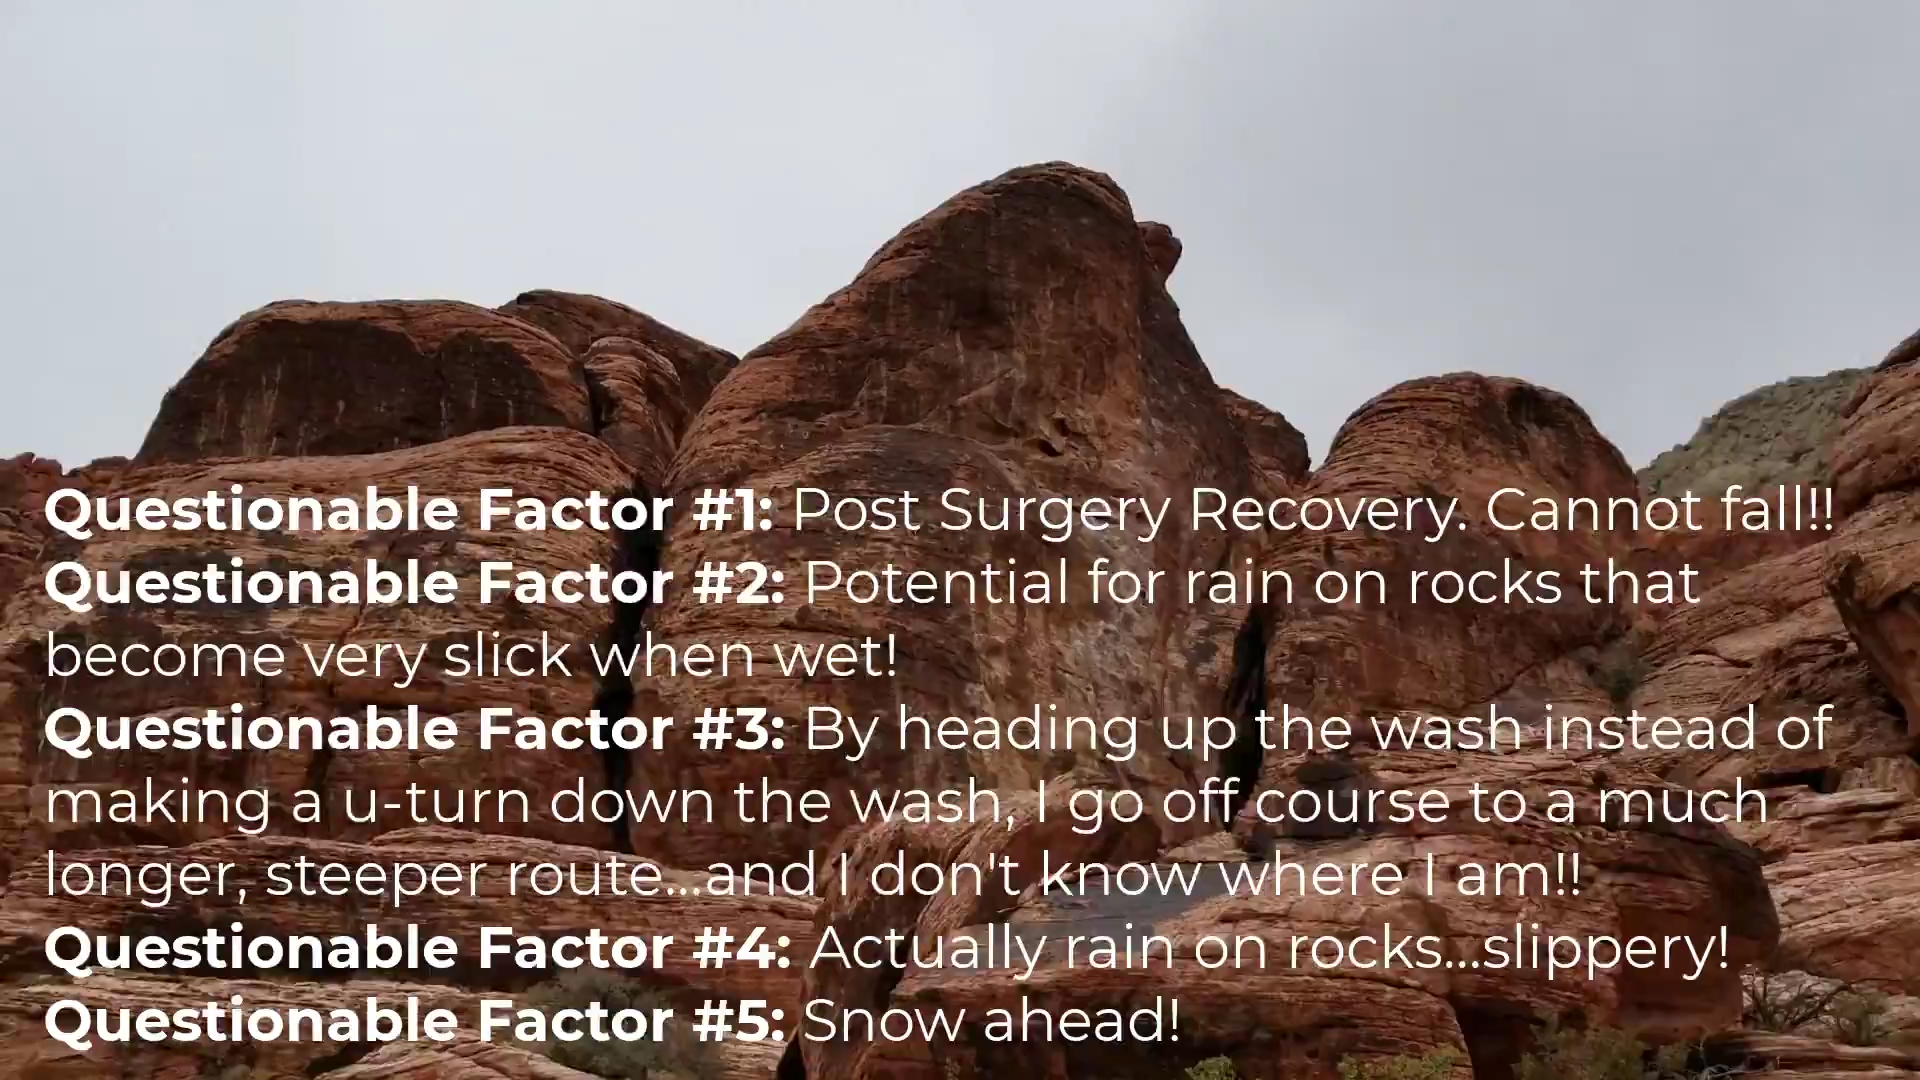 Questionable Factor #1: Post Surgery Recovery. Cannot fall!!
Questionable Factor #2: Potential for rain on rocks that
become very slick when wet!
Questionable Factor #3: By heading up the wash instead of
making a u-turn down the wash, I go off course to a much
longer, steeper route...and I don't know where I am!!
Questionable Factor #4: Actually rain on rocks...slippery!
Questionable Factor #5: Snow ahead!